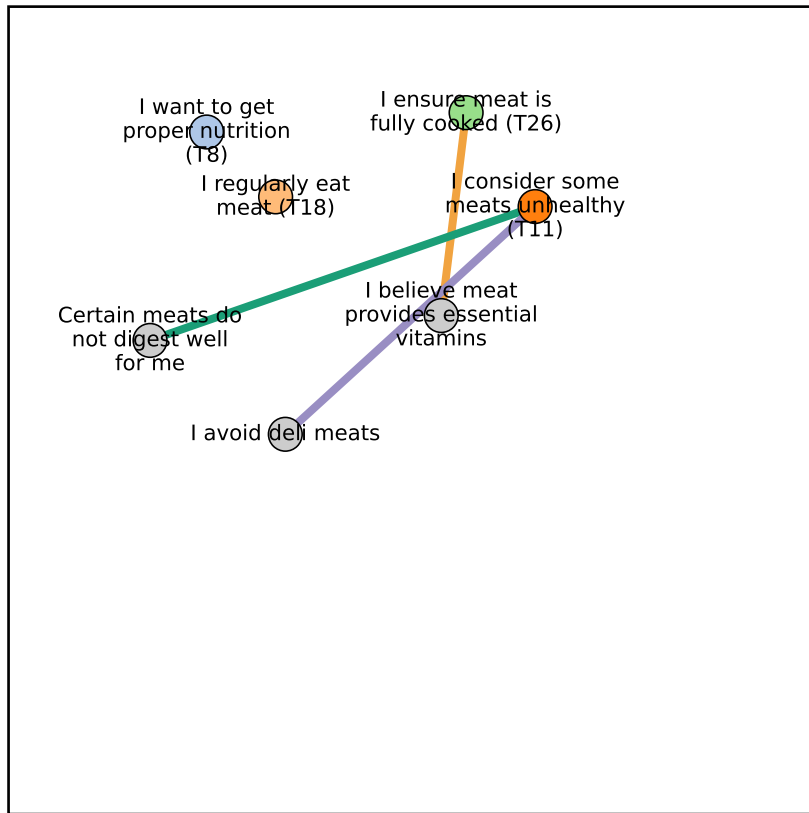 I want to get
proper nutrition
(T8)
I ensure meat is
fully cooked (T26)
I regularly eat
meat (T18)
I consider some
meats unhealthy
(T11)
I believe meat
provides essential
vitamins
Certain meats do
not digest well
for me
I avoid deli meats